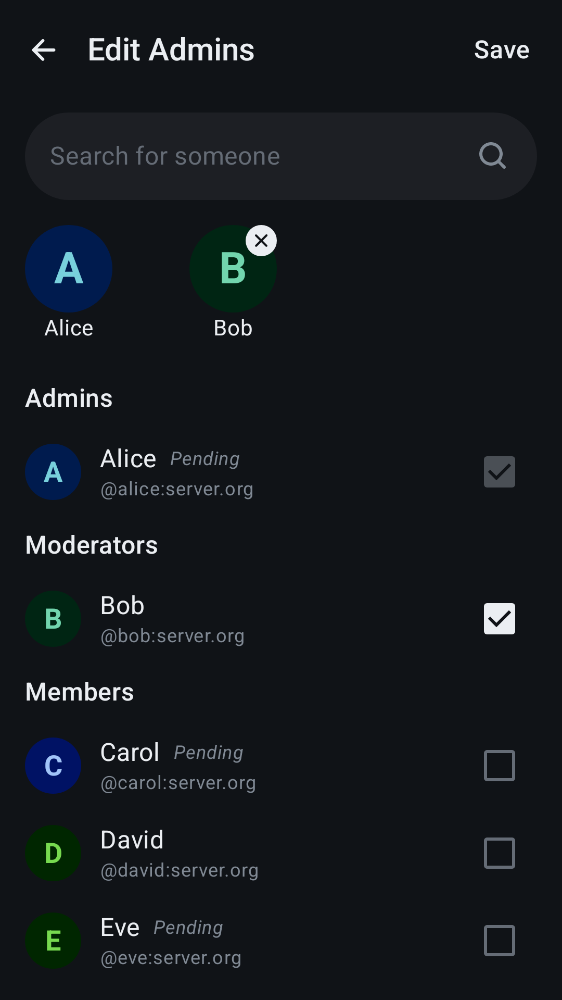 Edit Admins Save
Search for someone
A B
Alice Bob
Admins
A Alice Pending
@alice:server.org
Moderators
B Bob
@bob:server.org
Members
C Carol Pending
@carol:server.org
D David
@david:server.org
E Eve Pending
@eve:server.org